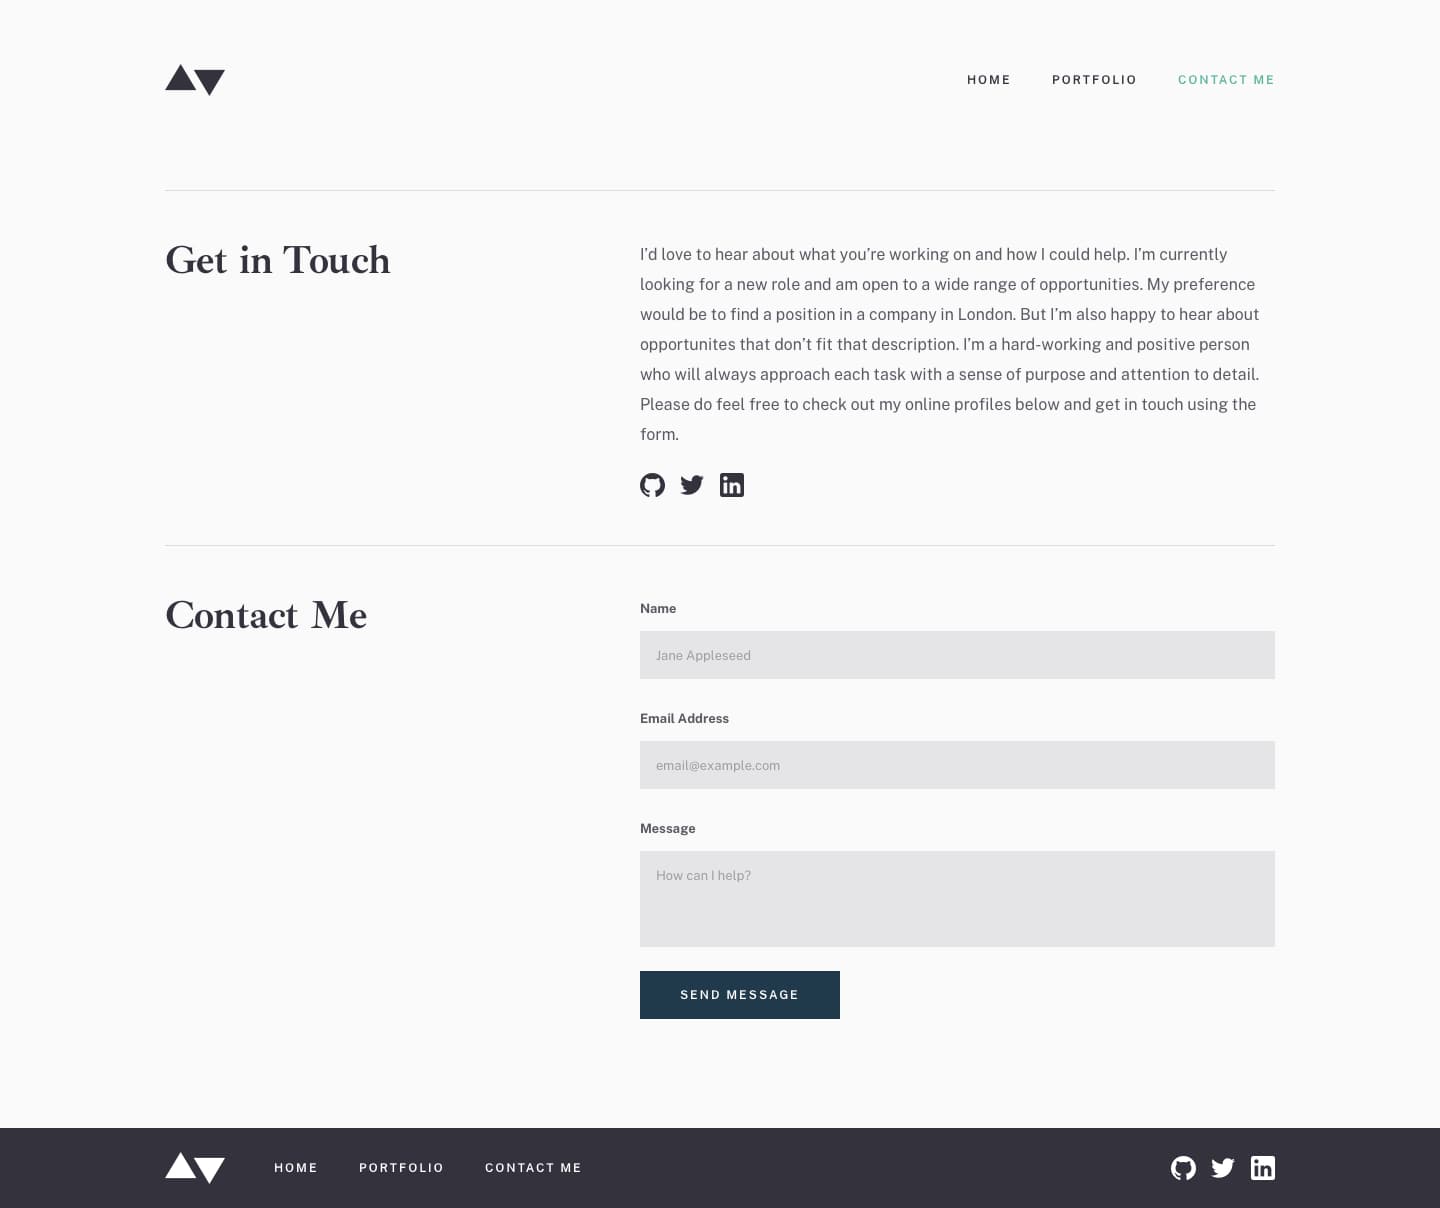 HOME PORTFOLIO CONTACT ME
Get in Touch
I’d love to hear about what you’re working on and how I could help. I’m currently
looking for a new role and am open to a wide range of opportunities. My preference
would be to find a position in a company in London. But I’m also happy to hear about
opportunites that don’t fit that description. I’m a hard-working and positive person
who will always approach each task with a sense of purpose and attention to detail.
Please do feel free to check out my online profiles below and get in touch using the
form.
Contact Me
Name
Jane Appleseed
Email Address
email@example.com
Message
How can I help?
SEND MESSAGE
HOME PORTFOLIO CONTACT ME